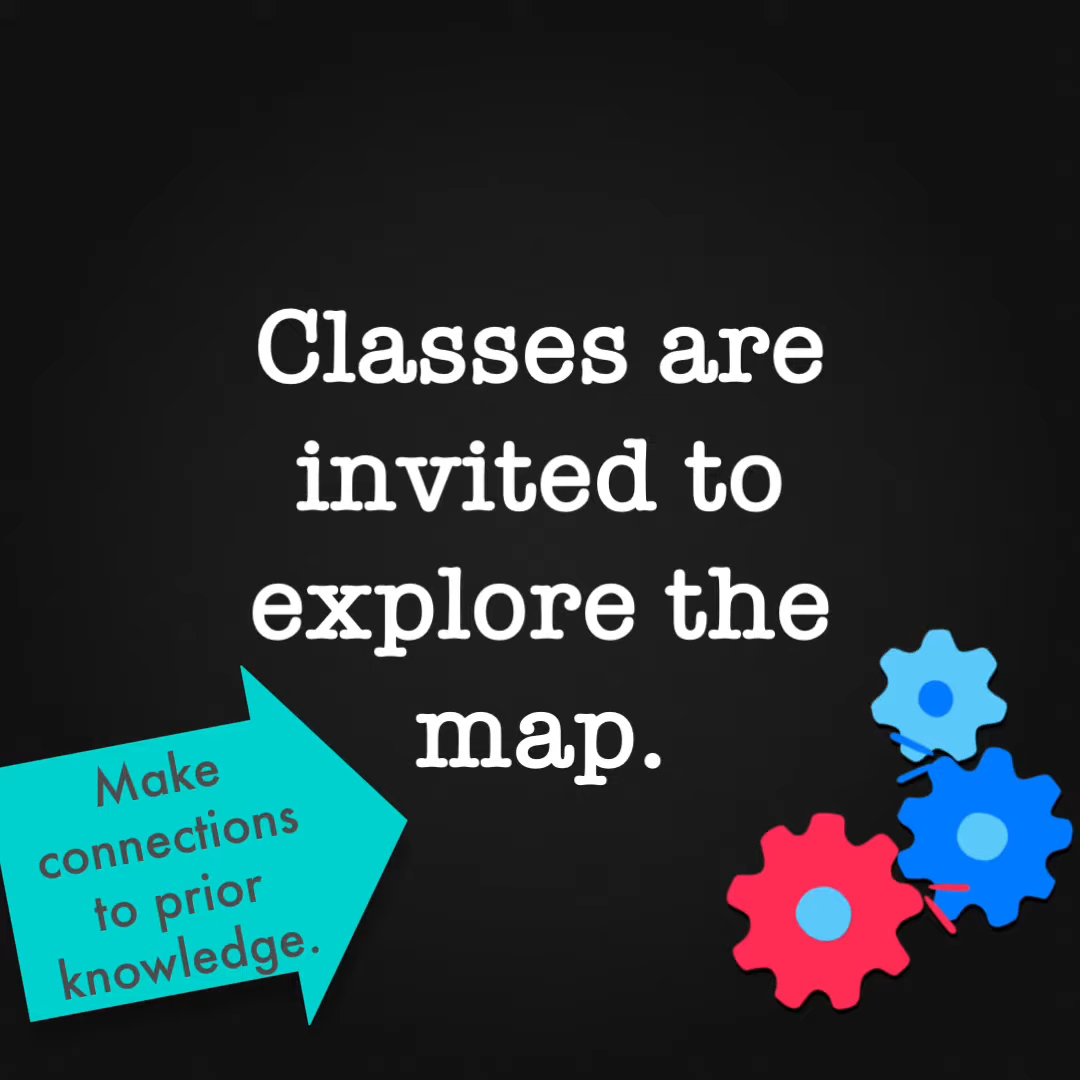 Classes are
invited to
explore the
map.
Make
connections
to prior
knowledge.